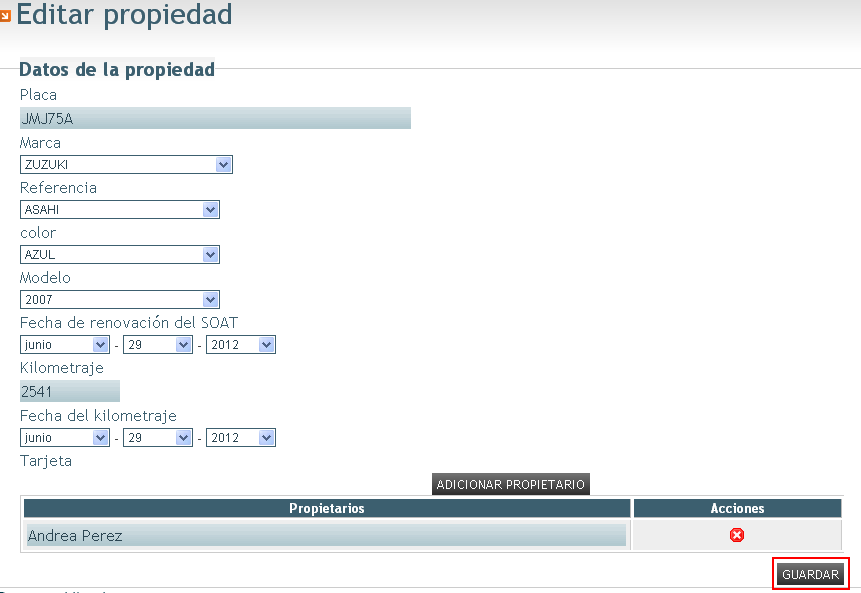 Editar propiedad
Datos de la propiedad
Placa
JMJ75A
Marca
ZUZUKI
Referencia
ASAHI
color
AZUL
Modelo
2007
Fecha de renovación del SOAT
junio - 29 - 2012
Kilometraje
2541
Fecha del kilometraje
junio - 29 - 2012
Tarjeta
ADICIONAR PROPIETARIO
Propietarios Acciones
Andrea Perez
GUARDAR